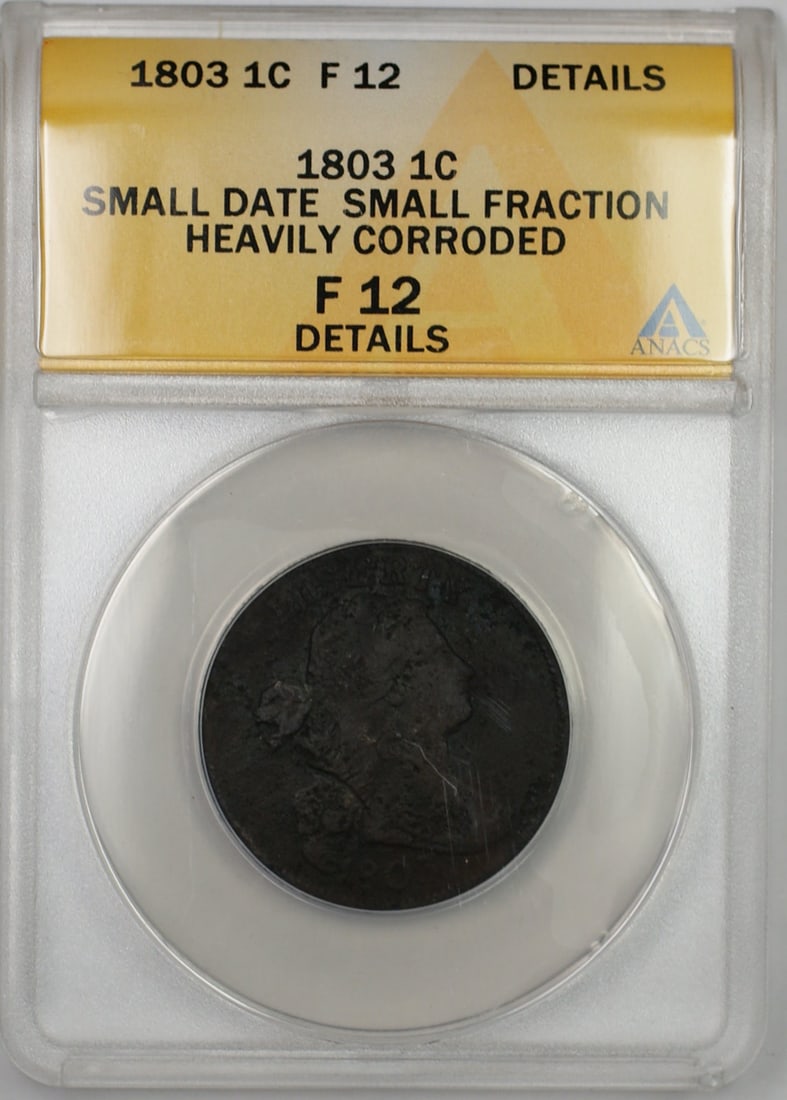 1803 1C F 12 DETAILS
1803 1C
SMALL DATE SMALL FRACTION
HEAVILY CORRODED
F 12
DETAILS
ANACS